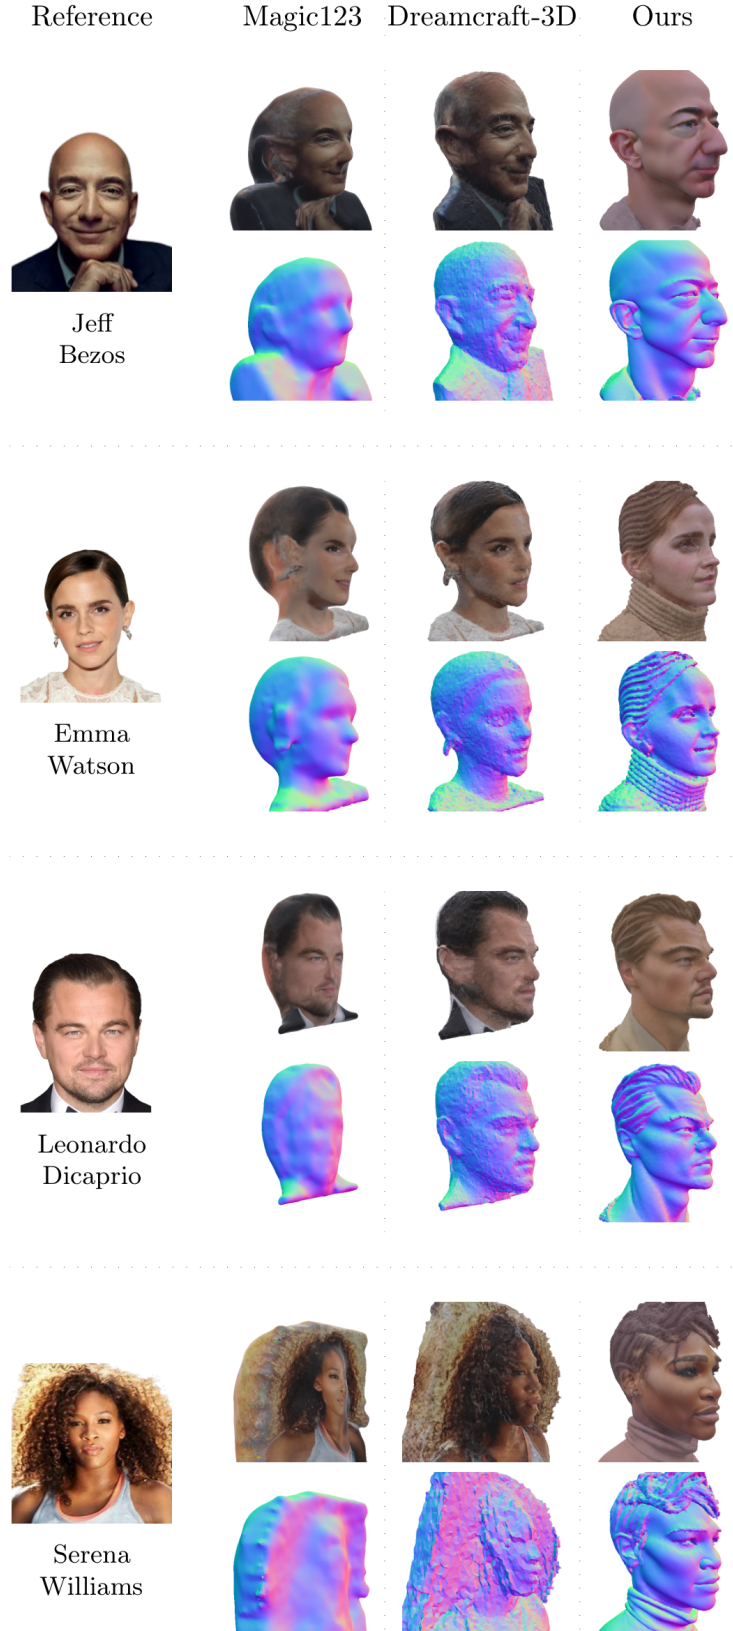 Reference
Magic123
Dreamcraft-3D
Ours
Jeff
Bezos
Emma
Watson
Leonardo
Dicaprio
Serena
Williams